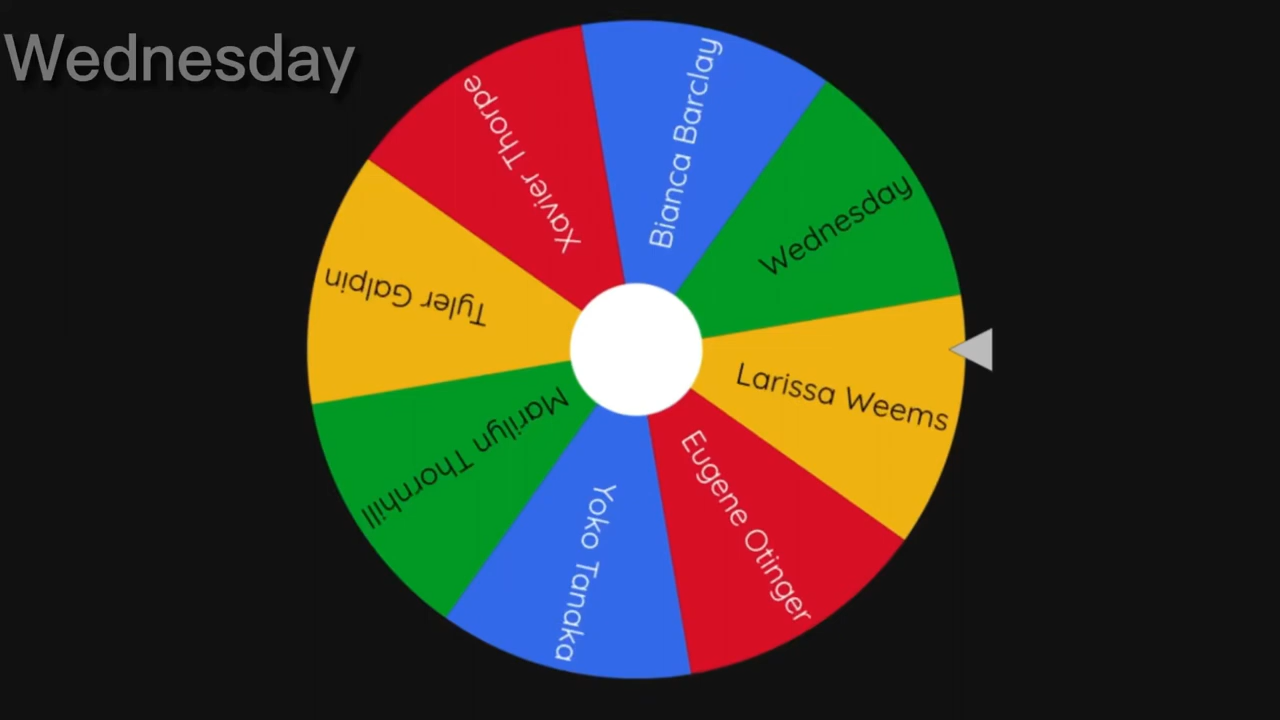 Wednesday
Bianca Barclay
Wednesday
Larissa Weems
Eugene Otinger
Yoko Tanaka
Marilyn Thornhill
Tyler Galpin
Xavier Thorpe